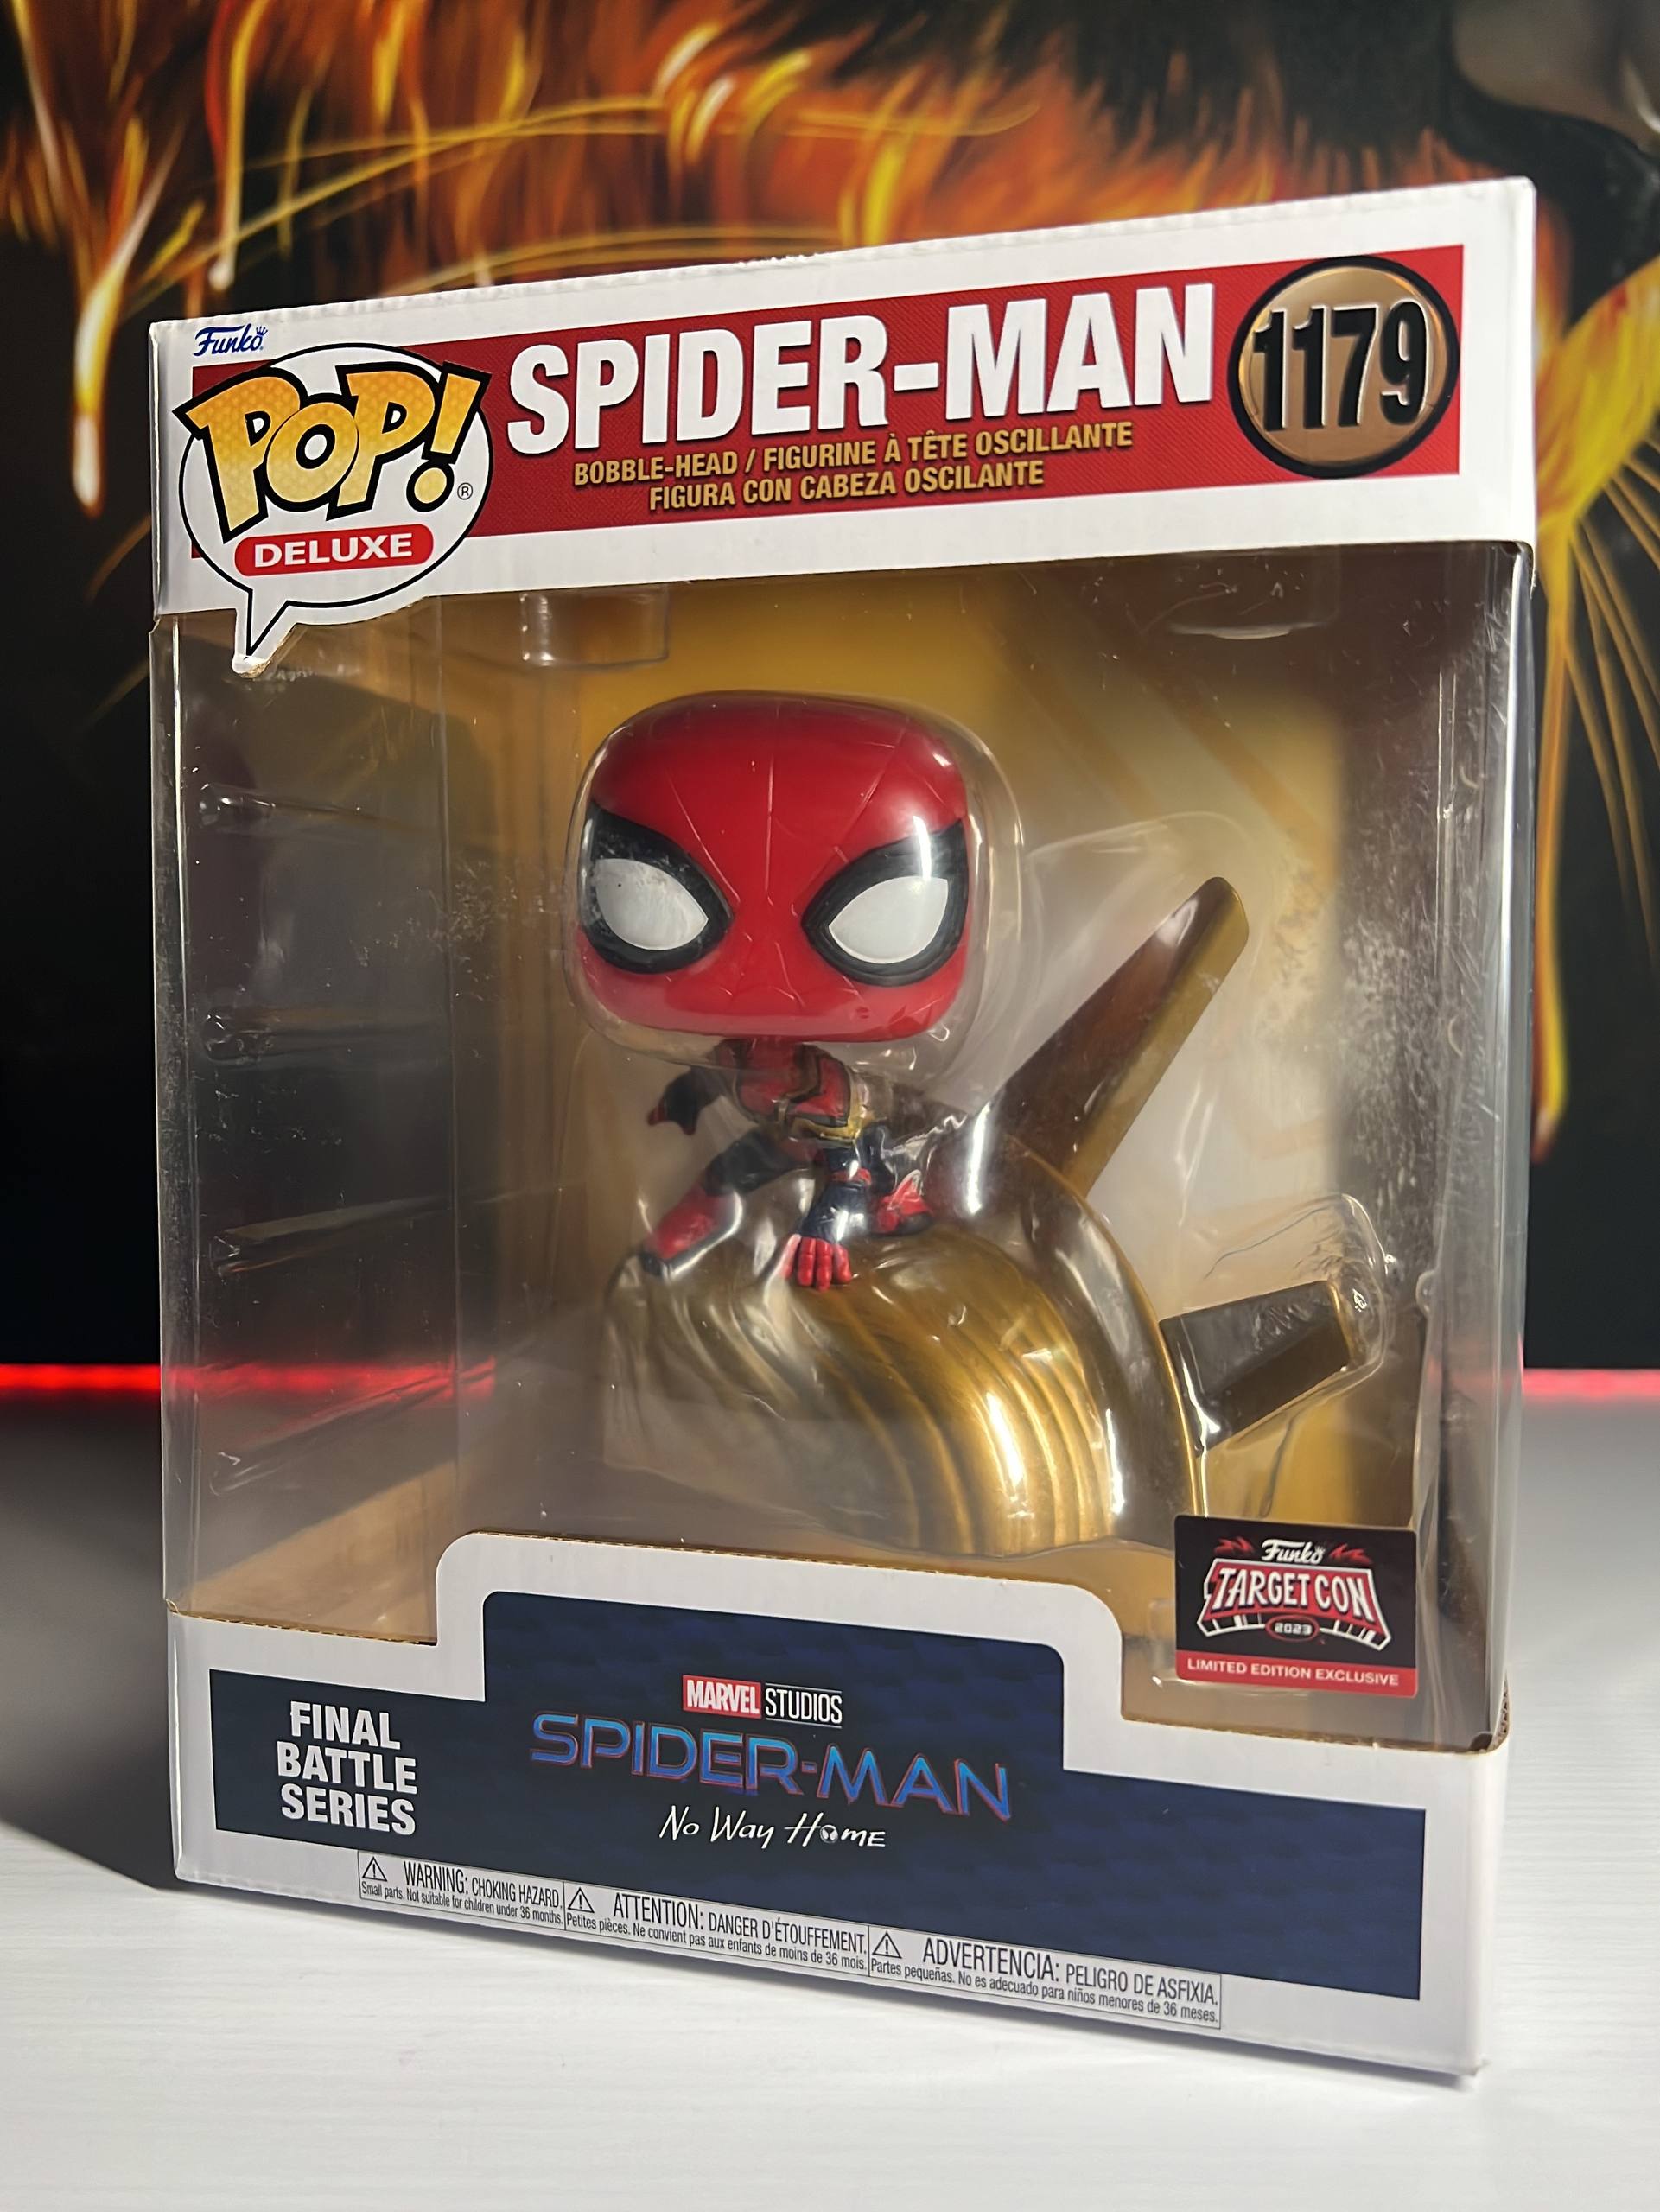 Funko
POP!®
DELUXE
SPIDER-MAN
BOBBLE-HEAD / FIGURINE À TÊTE OSCILLANTE
FIGURA CON CABEZA OSCILANTE
1179
Funko
TARGETCON
2023
LIMITED EDITION EXCLUSIVE
FINAL
BATTLE
SERIES
MARVEL STUDIOS
SPIDER-MAN
No Way Home
WARNING: CHOKING HAZARD.
Small parts. Not suitable for children under 36 months.
ATTENTION: DANGER D'ÉTOUFFEMENT.
Petites pièces. Ne convient pas aux enfants de moins de 36 mois.
ADVERTENCIA: PELIGRO DE ASFIXIA.
Partes pequeñas. No es adecuado para niños menores de 36 meses.